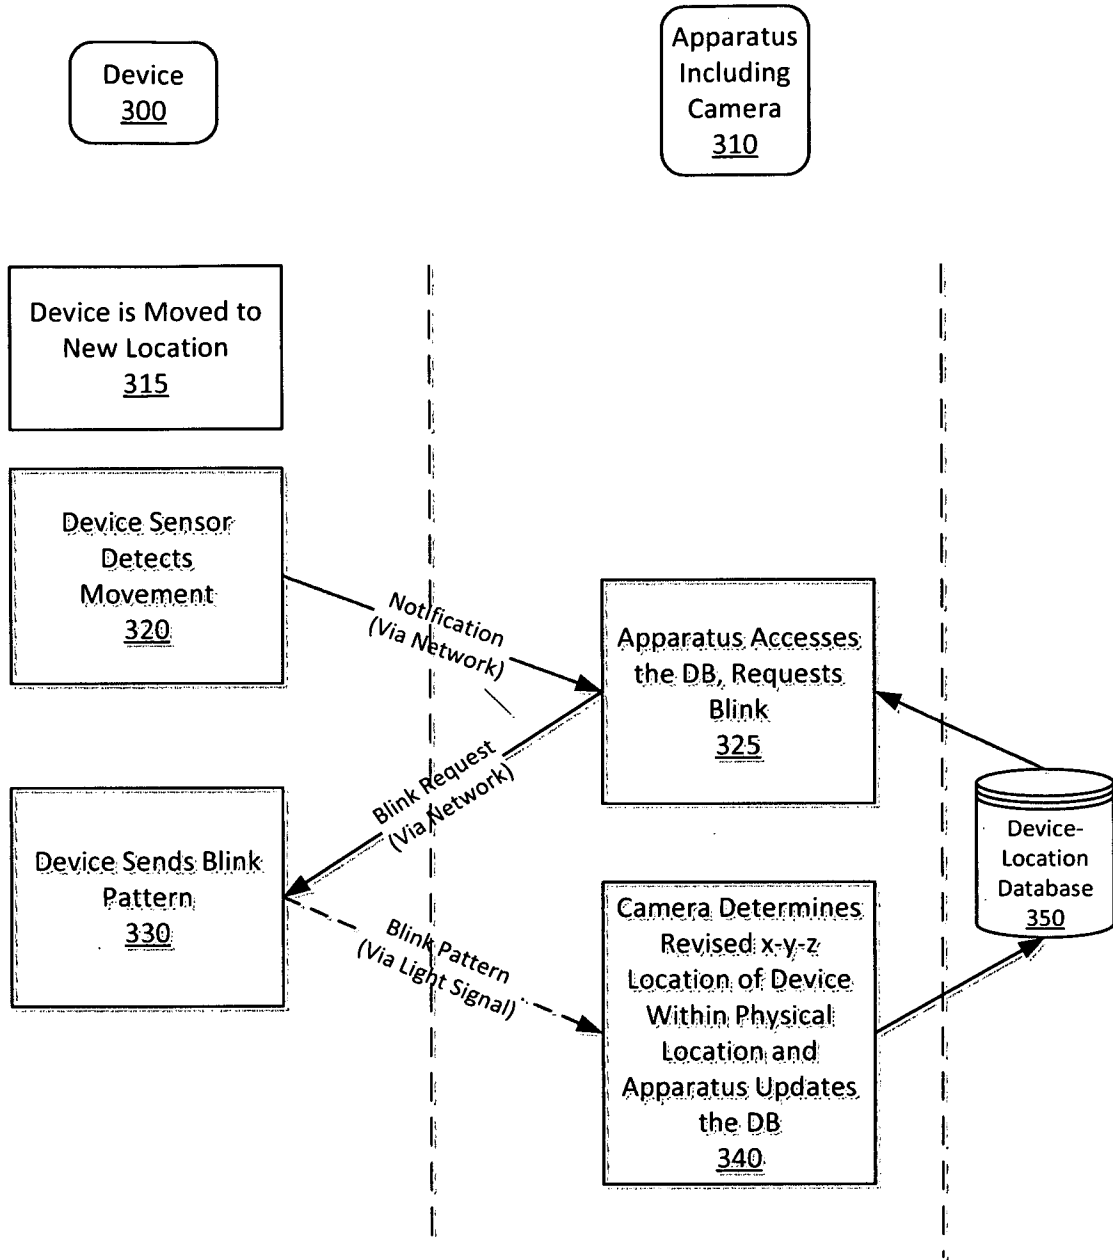 Device
300
Apparatus
Including
Camera
310
Device is Moved to
New Location
315
Device Sensor
Detects
Movement
320
Notification
(Via Network)
Apparatus Accesses
the DB, Requests
Blink
325
Blink Request
(Via Network)
Device Sends Blink
Pattern
330
Blink Pattern
(Via Light Signal)
Camera Determines
Revised x-y-z
Location of Device
Within Physical
Location and
Apparatus Updates
the DB
340
Device-
Location
Database
350